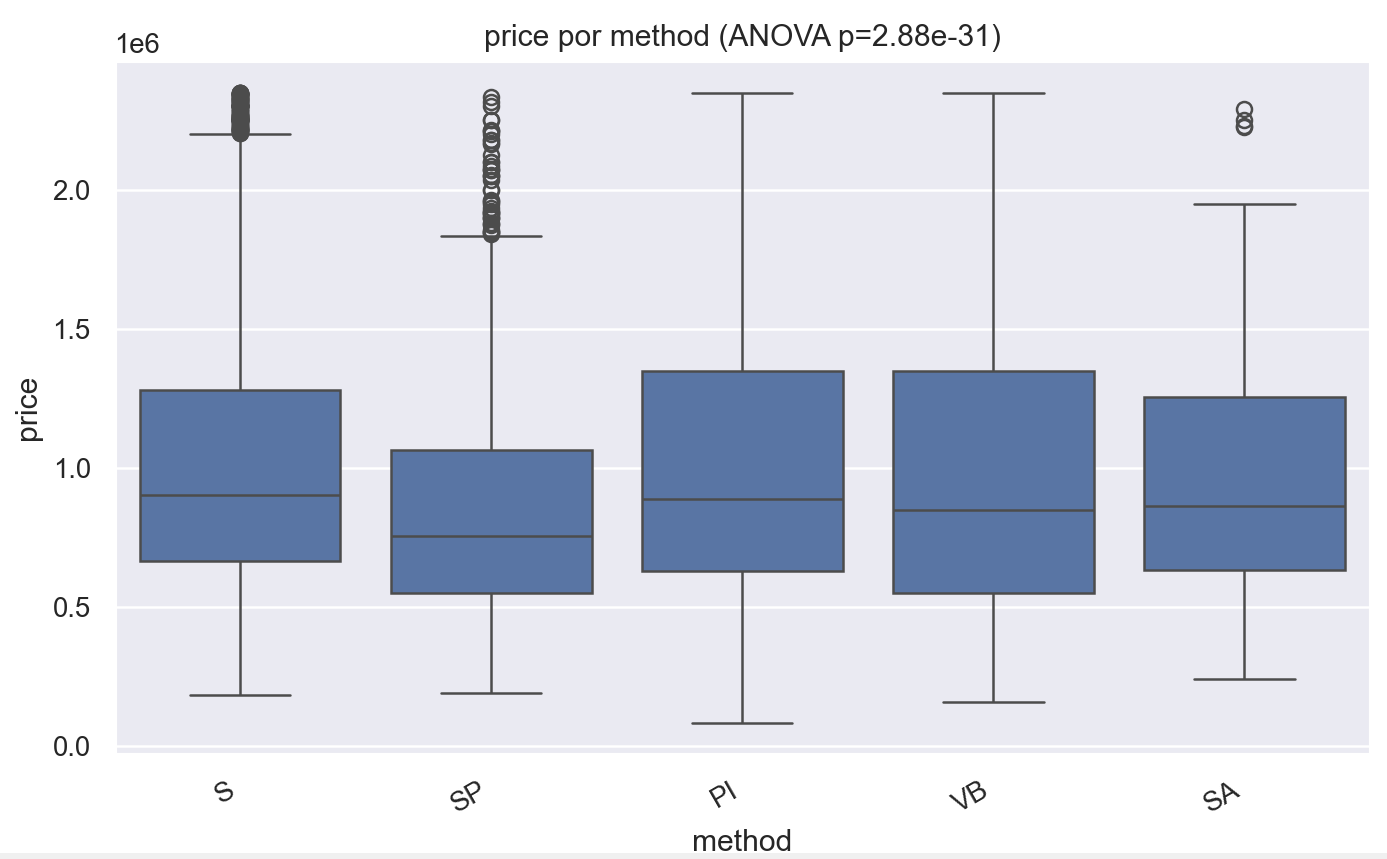 price por method (ANOVA p=2.88e-31)
1e6
2.0
1.5
1.0
0.5
0.0
price
S
SP
PI
VB
SA
method